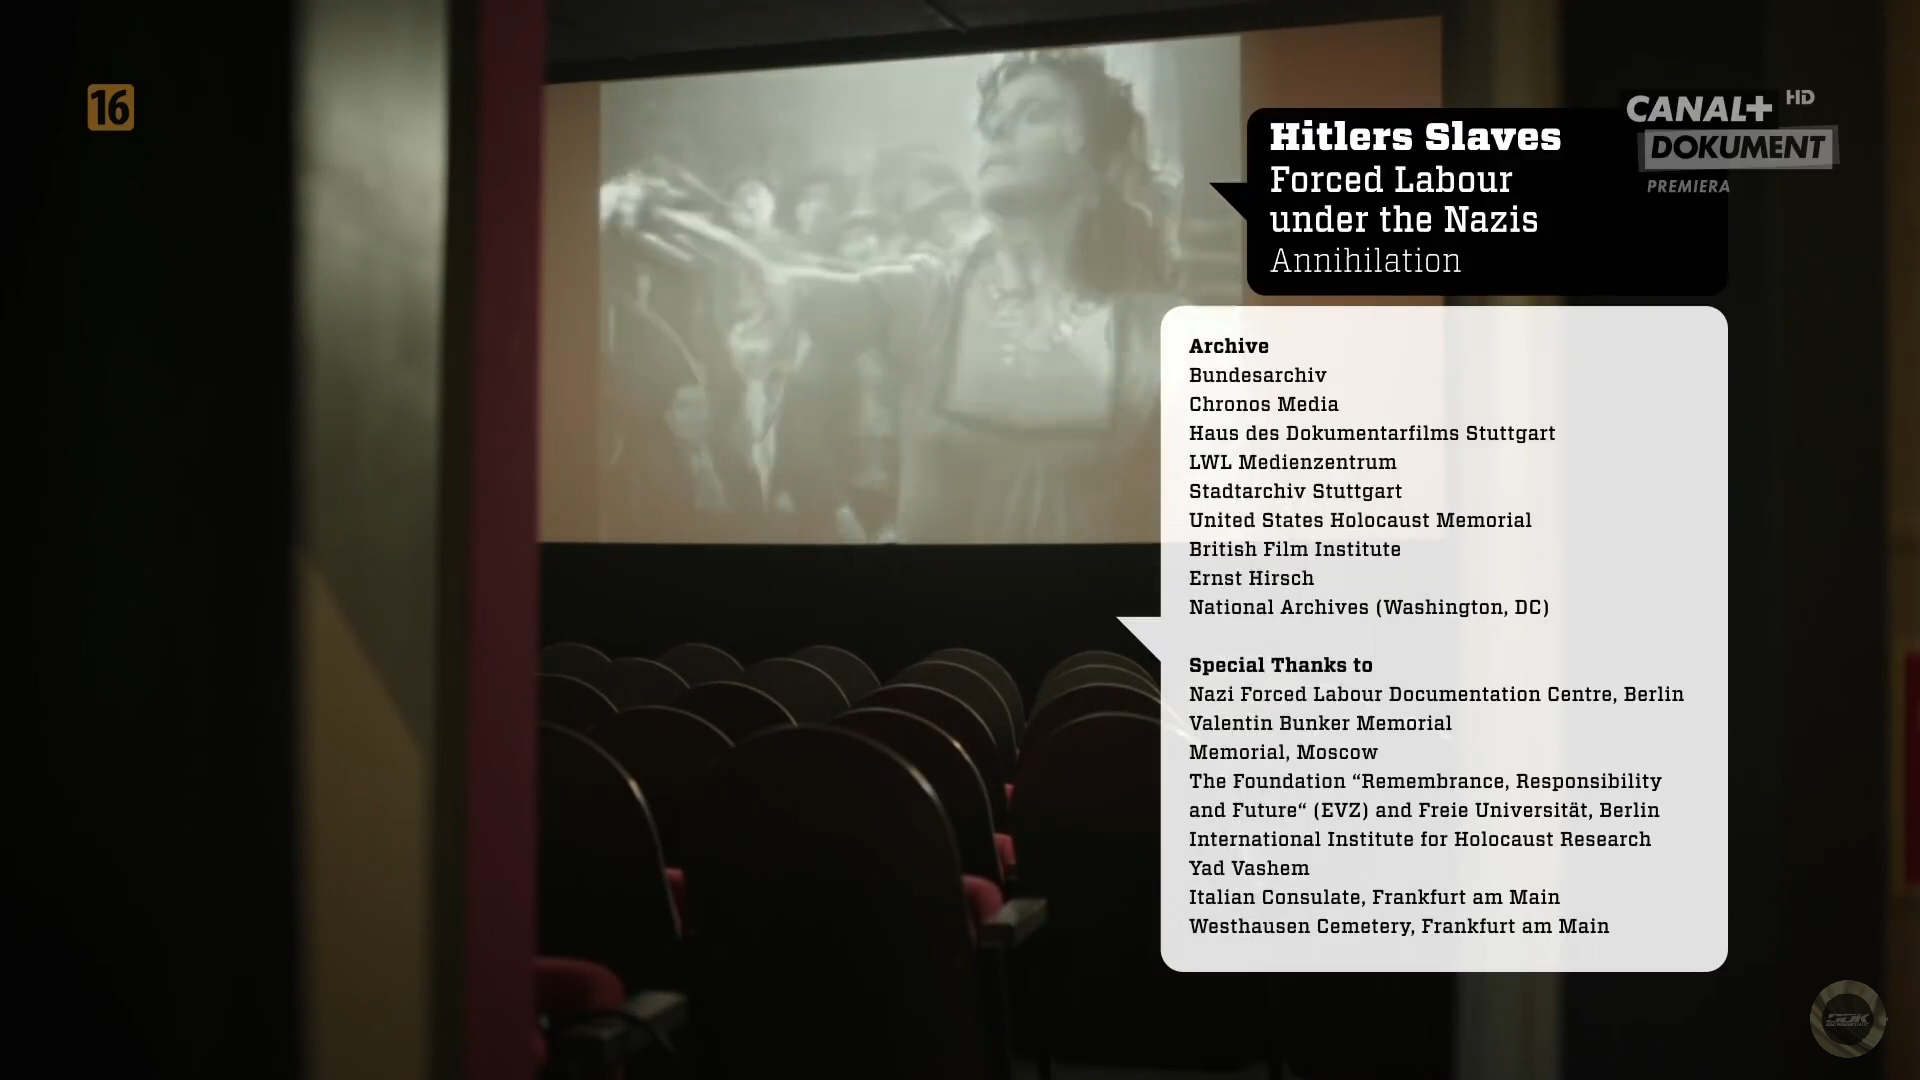 16
CANAL+ HD
DOKUMENT
PREMIERA
Hitlers Slaves
Forced Labour
under the Nazis
Annihilation
Archive
Bundesarchiv
Chronos Media
Haus des Dokumentarfilms Stuttgart
LWL Medienzentrum
Stadtarchiv Stuttgart
United States Holocaust Memorial
British Film Institute
Ernst Hirsch
National Archives (Washington, DC)
Special Thanks to
Nazi Forced Labour Documentation Centre, Berlin
Valentin Bunker Memorial
Memorial, Moscow
The Foundation “Remembrance, Responsibility
and Future“ (EVZ) and Freie Universität, Berlin
International Institute for Holocaust Research
Yad Vashem
Italian Consulate, Frankfurt am Main
Westhausen Cemetery, Frankfurt am Main